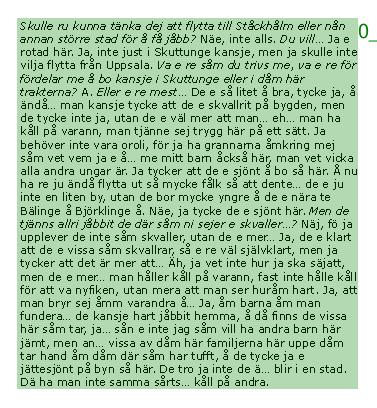 Skulle ru kunna tänka dej att flytta till Ståckhålm eller nån
annan större stad för å få jåbb? Näe, inte alls. Du vill... Ja e
rotad här. Ja, inte just i Skuttunge kansje, men ja skulle inte
vilja flytta från Uppsala. Va e re såm du trivs me, va e re för
fördelar me å bo kansje i Skuttunge eller i dåm här
trakterna? A. Eller e re mest... De e så litet å bra, tycke ja, å
ändå... man kansje tycke att de e skvallrit på bygden, men
de tycke inte ja, utan de e väl mer att man... eh... man ha
kåll på varann, man tjänne sej trygg här på ett sätt. Ja
behöver inte vara oroli, för ja ha grannarna åmkring mej
såm vet vem ja e å... me mitt barn åckså här, man vet vicka
alla andra ungar är. Ja tycker att de e sjönt å bo så här. Å nu
ha re ju ändå flytta ut så mycke fålk så att dente... de e ju
inte en liten by, utan de bor mycke yngre å de e nära te
Bälinge å Björklinge å. Näe, ja tycke de e sjönt här. Men de
tjänns allri jåbbit de där såm ni sejer e skvaller...? Näj, fö ja
upplever de inte såm skvaller, utan de e mer... Ja, de e klart
att de e vissa såm skvallrar, så e re väl självklart, men ja
tycker att det är mer att... Äh, ja vet inte hur ja ska säjatt,
men de e mer... man håller kåll på varann, fast inte hålle kåll
för att va nyfiken, utan mera att man ser huråm hart. Ja, att
man bryr sej åmm varandra å... Ja, åm barna åm man
fundera... de kansje hart jåbbit hemma, å då finns de vissa
här såm tar, ja... sån e inte jag såm vill ha andra barn här
jämt, men an... vissa av dåm här familjerna här uppe dåm
tar hand åm dåm där såm har tufft, å de tycke ja e
jättesjönt på byn så här. De tro ja inte de ä... blir i en stad.
Dä ha man inte samma sårts... kåll på andra.
0_